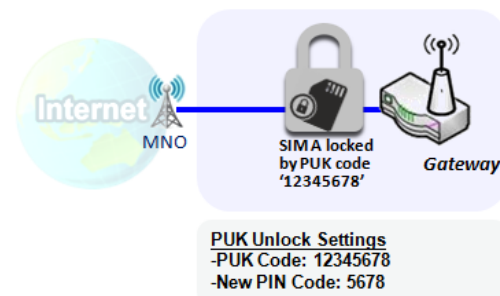 Internet
MNO
SIM A locked
by PUK code
‘12345678’
Gateway
PUK Unlock Settings
-PUK Code: 12345678
-New PIN Code: 5678